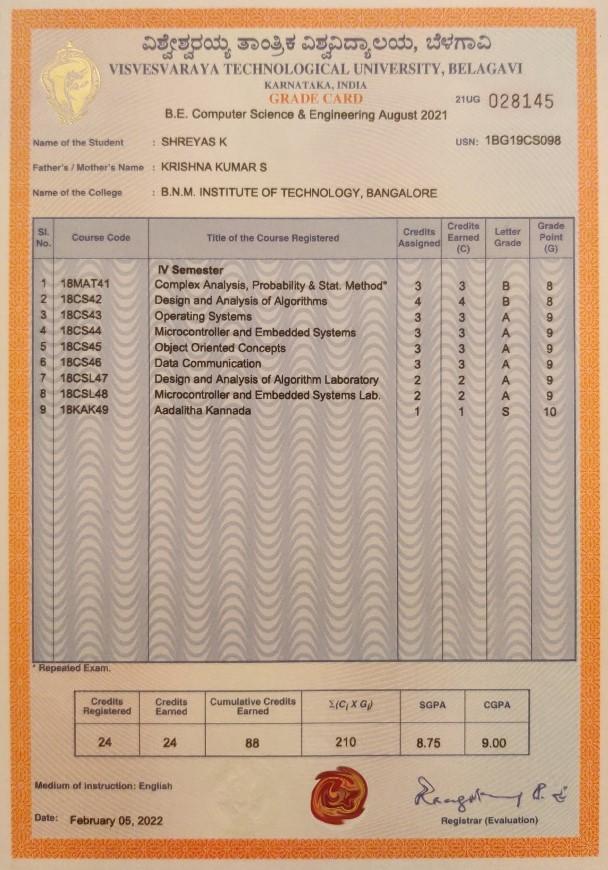 ವಿಶ್ವೇಶ್ವರಯ್ಯ ತಾಂತ್ರಿಕ ವಿಶ್ವವಿದ್ಯಾಲಯ, ಬೆಳಗಾವಿ
VISVESVARAYA TECHNOLOGICAL UNIVERSITY, BELAGAVI
KARNATAKA, INDIA
GRADE CARD
21UG 028145
B.E. Computer Science & Engineering August 2021
Name of the Student : SHREYAS K USN: 1BG19CS098
Father's / Mother's Name : KRISHNA KUMAR S
Name of the College : B.N.M. INSTITUTE OF TECHNOLOGY, BANGALORE
Sl. No. Course Code Title of the Course Registered Credits Assigned Credits Earned (C) Letter Grade Grade Point (G)
IV Semester
1 18MAT41 Complex Analysis, Probability & Stat. Method* 3 3 B 8
2 18CS42 Design and Analysis of Algorithms 4 4 B 8
3 18CS43 Operating Systems 3 3 A 9
4 18CS44 Microcontroller and Embedded Systems 3 3 A 9
5 18CS45 Object Oriented Concepts 3 3 A 9
6 18CS46 Data Communication 3 3 A 9
7 18CSL47 Design and Analysis of Algorithm Laboratory 2 2 A 9
8 18CSL48 Microcontroller and Embedded Systems Lab. 2 2 A 9
9 18KAK49 Aadalitha Kannada 1 1 S 10
* Repeated Exam.
Credits Registered Credits Earned Cumulative Credits Earned Σ(Ci X Gi) SGPA CGPA
24 24 88 210 8.75 9.00
Medium of instruction: English
Date: February 05, 2022
Registrar (Evaluation)